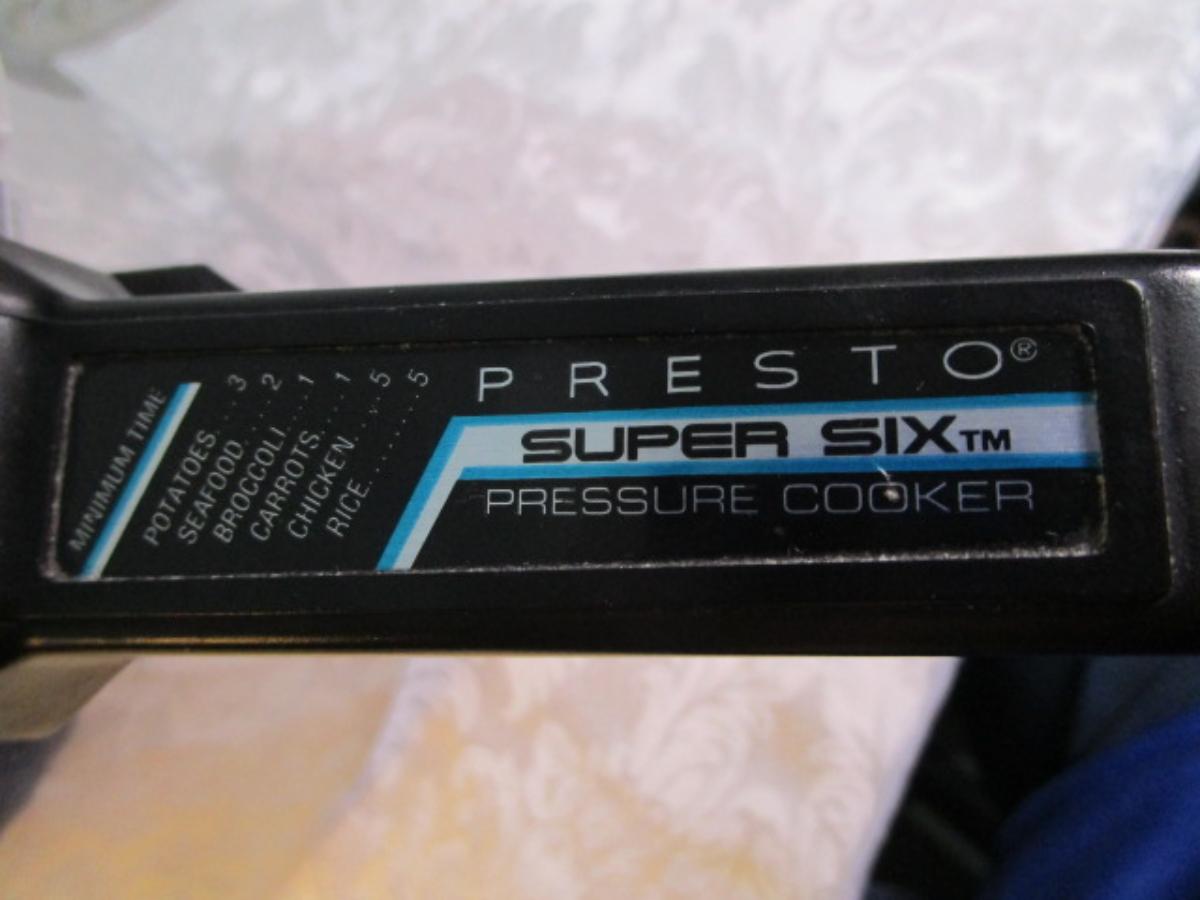 MINIMUM TIME
POTATOES...3
SEAFOOD...2
BROCCOLI...1
CARROTS....1
CHICKEN....5
RICE.......5
PRESTO®
SUPER SIX™
PRESSURE COOKER